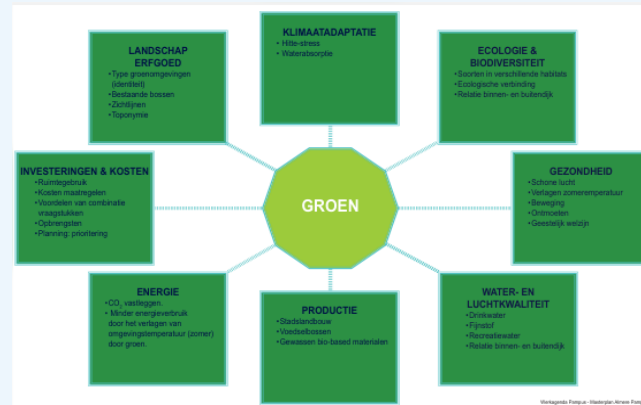 KLIMAATADAPTATIE
• Hitte-stress
• Waterabsorptie
LANDSCHAP
ERFGOED
• Type groenomgevingen
(identiteit)
• Bestaande bossen
• Zichtlijnen
• Toponymie
ECOLOGIE &
BIODIVERSITEIT
• Soorten in verschillende habitats
• Ecologische verbinding
• Relatie binnen- en buitendijk
INVESTERINGEN & KOSTEN
• Ruimtegebruik
• Kosten maatregelen
• Voordelen van combinatie
vraagstukken
• Opbrengsten
• Planning: prioritering
GROEN
GEZONDHEID
• Schone lucht
• Verlagen zomertemperatuur
• Beweging
• Ontmoeten
• Geestelijk welzijn
ENERGIE
• CO₂ vastleggen.
• Minder energieverbruik
door het verlagen van
omgevingstemperatuur (zomer)
door groen.
PRODUCTIE
• Stadslandbouw
• Voedselbossen
• Gewassen bio-based materialen
WATER- EN
LUCHTKWALITEIT
• Drinkwater
• Fijnstof
• Recreatiewater
• Relatie binnen- en buitendijk
Werkagenda Pampus - Masterplan Almere